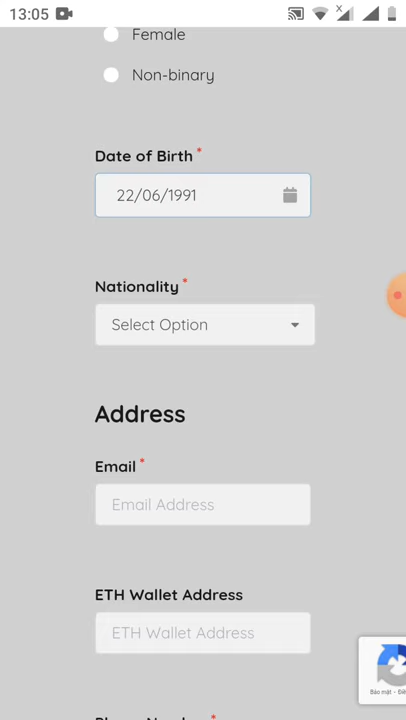 13:05
Female
Non-binary
Date of Birth *
22/06/1991
Nationality *
Select Option
Address
Email *
Email Address
ETH Wallet Address
ETH Wallet Address
Bảo mật -